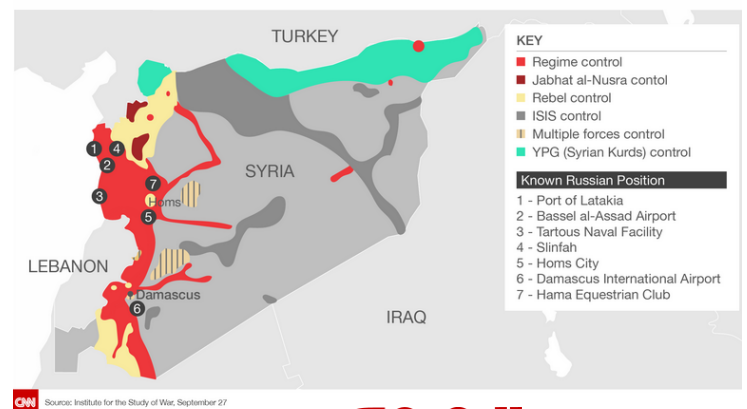 TURKEY
SYRIA
Homs
LEBANON
Damascus
IRAQ
1
4
2
7
3
5
6
KEY
Regime control
Jabhat al-Nusra contol
Rebel control
ISIS control
Multiple forces control
YPG (Syrian Kurds) control
Known Russian Position
1 - Port of Latakia
2 - Bassel al-Assad Airport
3 - Tartous Naval Facility
4 - Slinfah
5 - Homs City
6 - Damascus International Airport
7 - Hama Equestrian Club
CNN Source: Institute for the Study of War, September 27